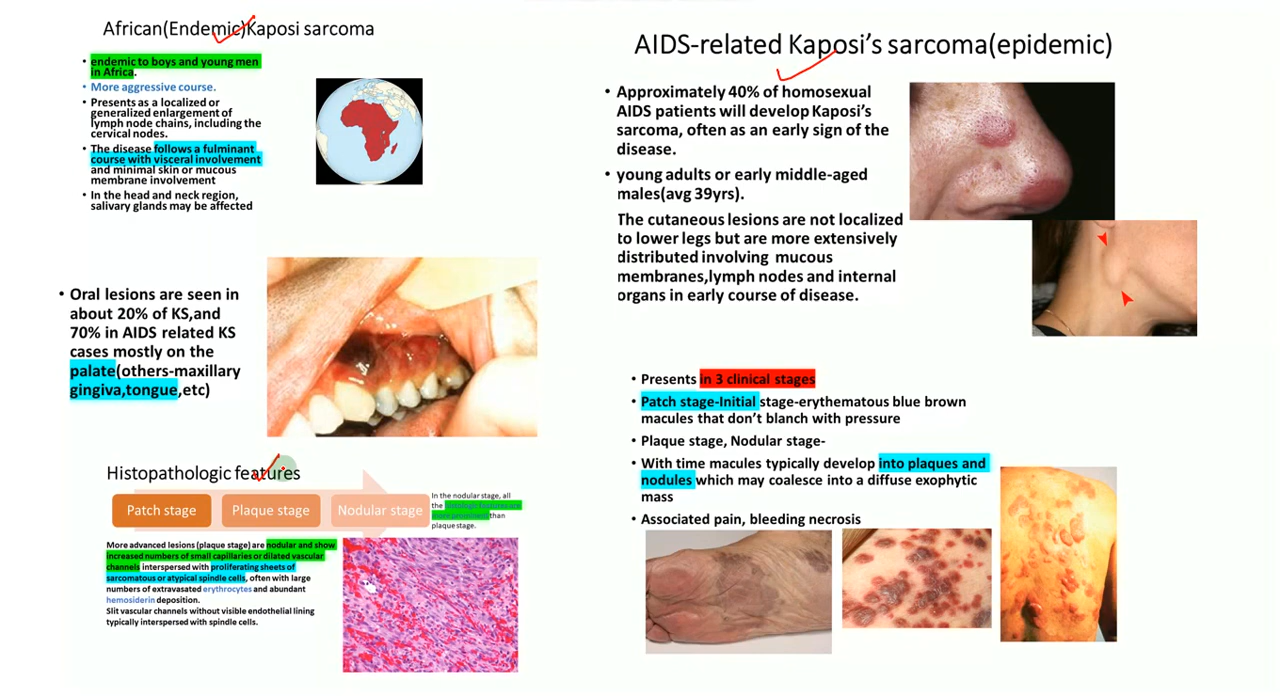 African(Endemic)Kaposi sarcoma
• endemic to boys and young men
in Africa.
• More aggressive course.
• Presents as a localized or
generalized enlargement of
lymph node chains, including the
cervical nodes.
• The disease follows a fulminant
course with visceral involvement
and minimal skin or mucous
membrane involvement
• In the head and neck region,
salivary glands may be affected
• Oral lesions are seen in
about 20% of KS,and
70% in AIDS related KS
cases mostly on the
palate(others-maxillary
gingiva,tongue,etc)
Histopathologic features
Patch stage
Plaque stage
Nodular stage
In the nodular stage, all
the histologic features are
more prominent than
plaque stage.
More advanced lesions (plaque stage) are nodular and show
increased numbers of small capillaries or dilated vascular
channels interspersed with proliferating sheets of
sarcomatous or atypical spindle cells, often with large
numbers of extravasated erythrocytes and abundant
hemosiderin deposition.
Slit vascular channels without visible endothelial lining
typically interspersed with spindle cells.
AIDS-related Kaposi's sarcoma(epidemic)
• Approximately 40% of homosexual
AIDS patients will develop Kaposi's
sarcoma, often as an early sign of the
disease.
• young adults or early middle-aged
males(avg 39yrs).
The cutaneous lesions are not localized
to lower legs but are more extensively
distributed involving mucous
membranes,lymph nodes and internal
organs in early course of disease.
• Presents in 3 clinical stages
• Patch stage-Initial stage-erythematous blue brown
macules that don't blanch with pressure
• Plaque stage, Nodular stage-
• With time macules typically develop into plaques and
nodules which may coalesce into a diffuse exophytic
mass
• Associated pain, bleeding necrosis